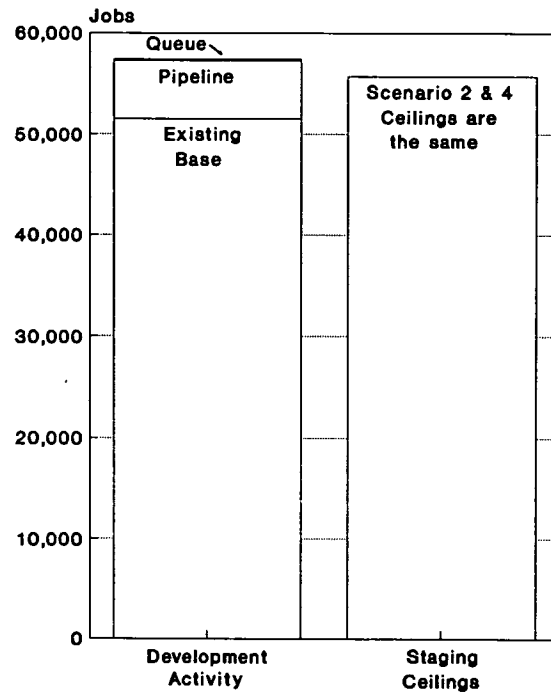 Jobs
60,000
Queue
Pipeline
Scenario 2 & 4
Ceilings are
the same
50,000
Existing
Base
40,000
30,000
20,000
10,000
0
Development
Activity
Staging
Ceilings